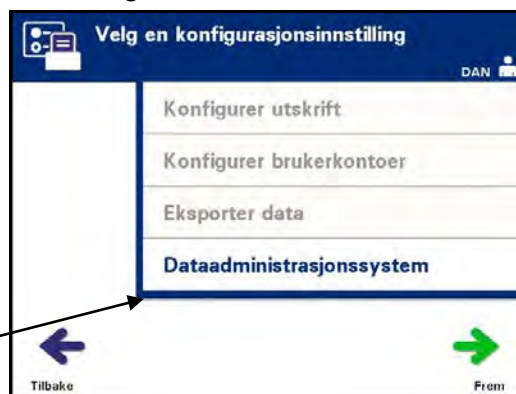 Velg en konfigurasjonsinnstilling
DAN
Konfigurer utskrift
Konfigurer brukerkontoer
Eksporter data
Dataadministrasjonssystem
Tilbake
Frem